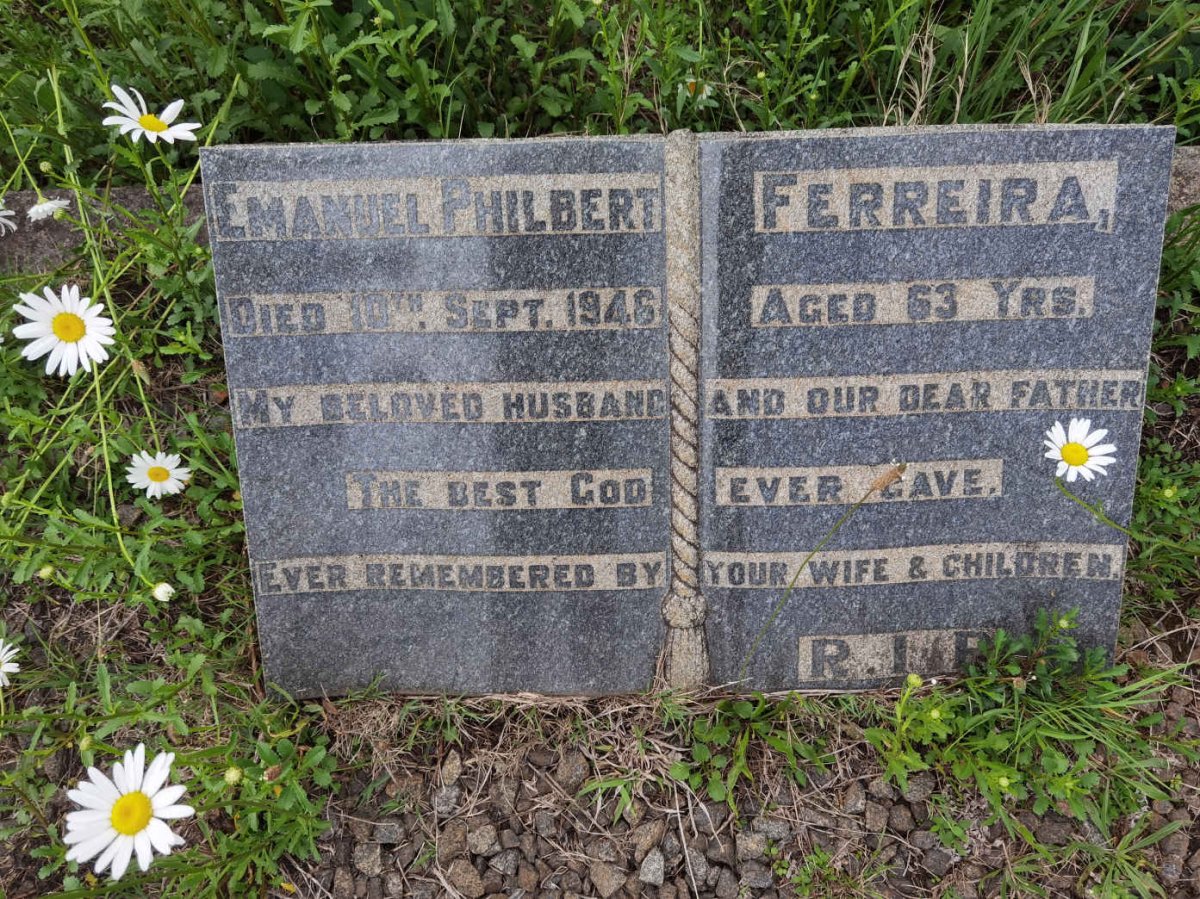 EMANUEL PHILBERT FERREIRA,
DIED 10TH. SEPT. 1946 AGED 63 YRS.
MY BELOVED HUSBAND AND OUR DEAR FATHER
THE BEST GOD EVER GAVE,
EVER REMEMBERED BY YOUR WIFE & CHILDREN.
R.I.P.